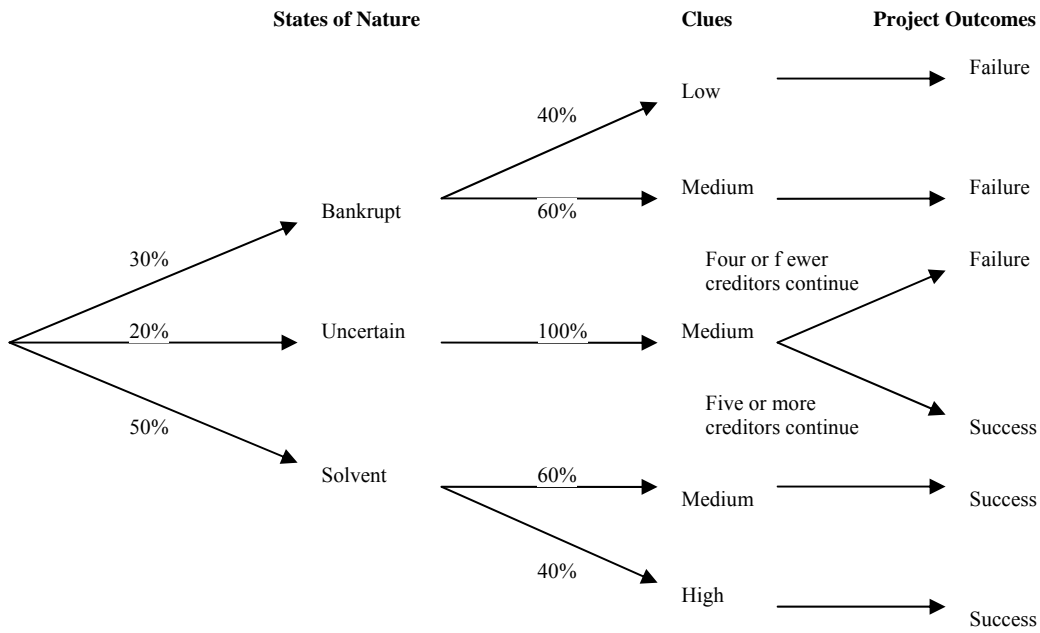 States of Nature
Clues
Project Outcomes
Failure
Low
40%
Medium
Failure
60%
Bankrupt
30%
Four or f ewer
creditors continue
Failure
20%
Uncertain
100%
Medium
50%
Five or more
creditors continue
Success
Solvent
60%
Medium
Success
40%
High
Success